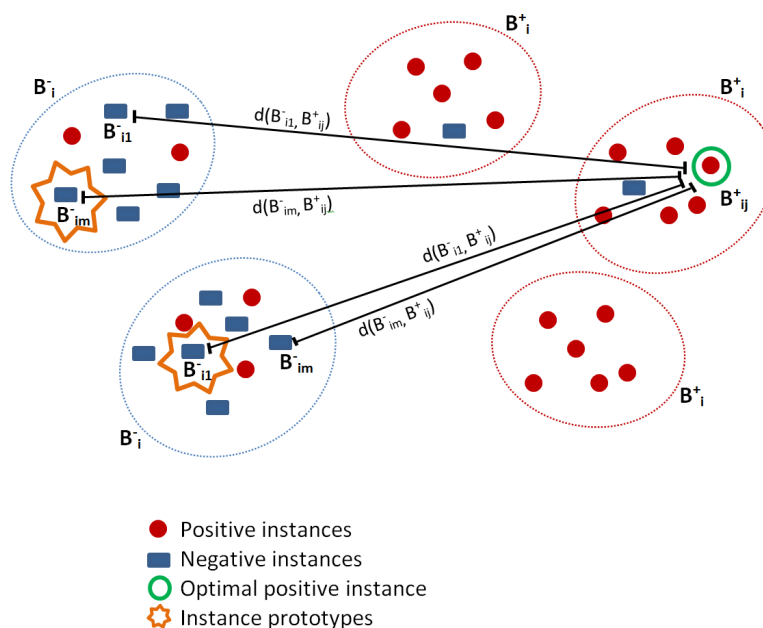 B⁺ᵢ
B⁻ᵢ
B⁺ᵢ
B⁻ᵢ₁
d(B⁻ᵢ₁, B⁺ᵢⱼ)
B⁻ᵢₘ
d(B⁻ᵢₘ, B⁺ᵢⱼ)
B⁺ᵢⱼ
d(B⁻ᵢ₁, B⁺ᵢⱼ)
d(B⁻ᵢₘ, B⁺ᵢⱼ)
B⁻ᵢ₁
B⁻ᵢₘ
B⁺ᵢ
B⁻ᵢ
Positive instances
Negative instances
Optimal positive instance
Instance prototypes